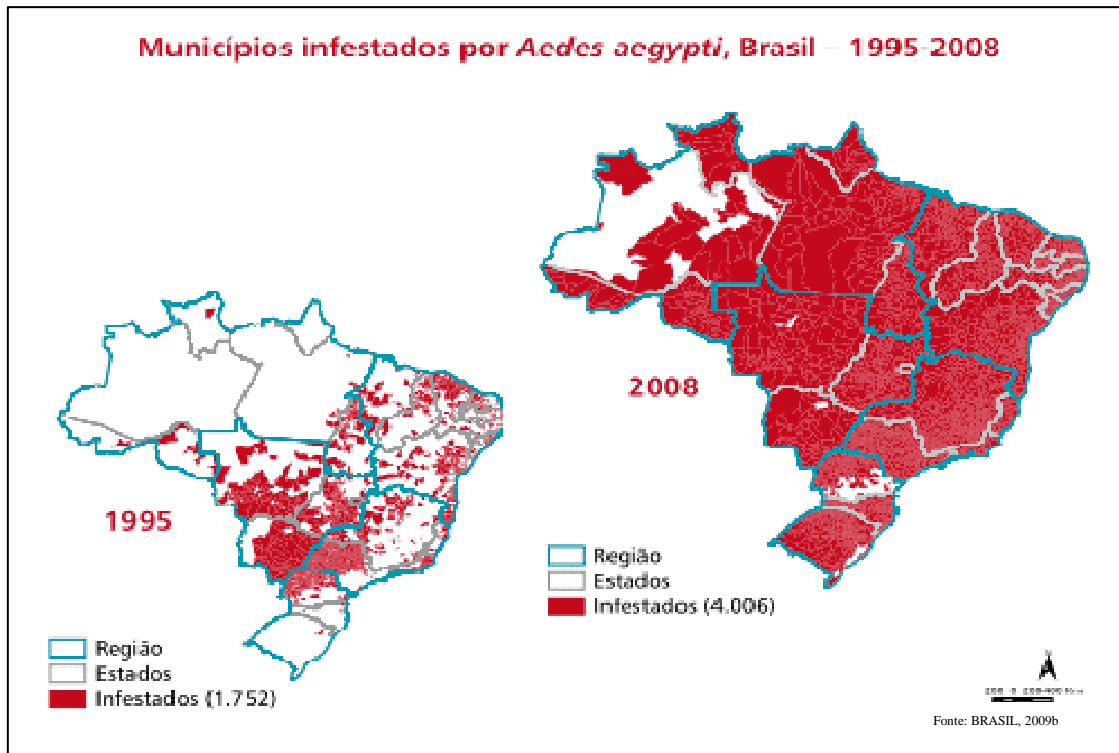 Municípios infestados por Aedes aegypti, Brasil – 1995-2008
2008
Região
Estados
Infestados (4.006)
1995
Região
Estados
Infestados (1.752)
N
Fonte: BRASIL, 2009b